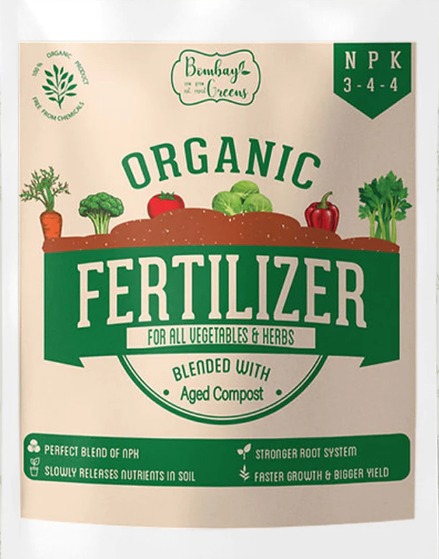 100% ORGANIC PRODUCT
FREE FROM CHEMICALS
Bombay
Greens
NPK
3-4-4
ORGANIC
FERTILIZER
FOR ALL VEGETABLES & HERBS
BLENDED WITH
Aged Compost
PERFECT BLEND OF NPK
SLOWLY RELEASES NUTRIENTS IN SOIL
STRONGER ROOT SYSTEM
FASTER GROWTH & BIGGER YIELD